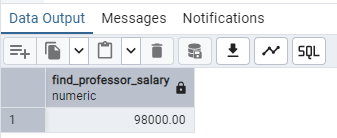 Data Output Messages Notifications
SQL
find_professor_salary
numeric
1 98000.00